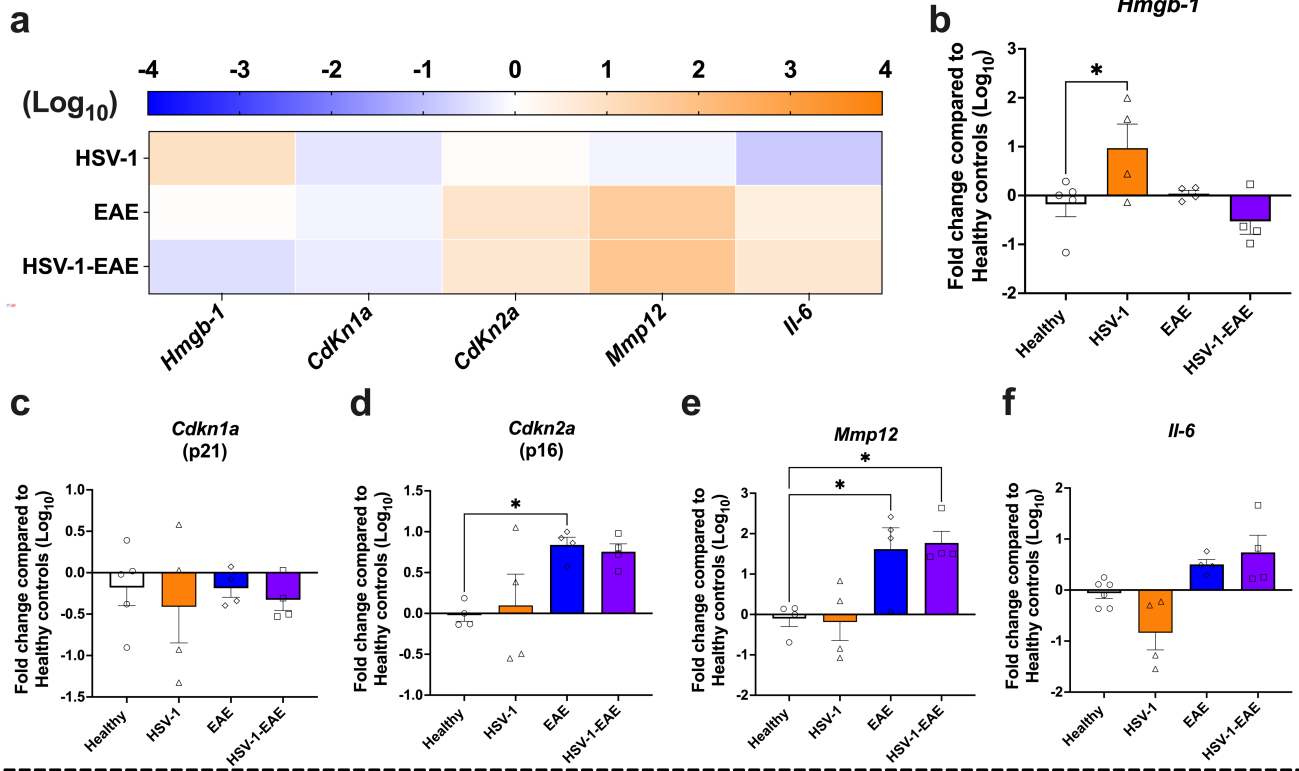 a
-4 -3 -2 -1 0 1 2 3 4
(Log10)
HSV-1
EAE
HSV-1-EAE
Hmgb-1 CdKn1a CdKn2a Mmp12 Il-6
b
Hmgb-1
Fold change compared to
Healthy controls (Log10)
3
2
1
0
-1
-2
*
Healthy HSV-1 EAE HSV-1-EAE
c
Cdkn1a
(p21)
Fold change compared to
Healthy controls (Log10)
1.0
0.5
0.0
-0.5
-1.0
-1.5
Healthy HSV-1 EAE HSV-1-EAE
d
Cdkn2a
(p16)
Fold change compared to
Healthy controls (Log10)
1.5
1.0
0.5
0.0
-0.5
-1.0
*
Healthy HSV-1 EAE HSV-1-EAE
e
Mmp12
Fold change compared to
Healthy controls (Log10)
3
2
1
0
-1
-2
*
*
Healthy HSV-1 EAE HSV-1-EAE
f
Il-6
Fold change compared to
Healthy controls (Log10)
2
1
0
-1
-2
Healthy HSV-1 EAE HSV-1-EAE